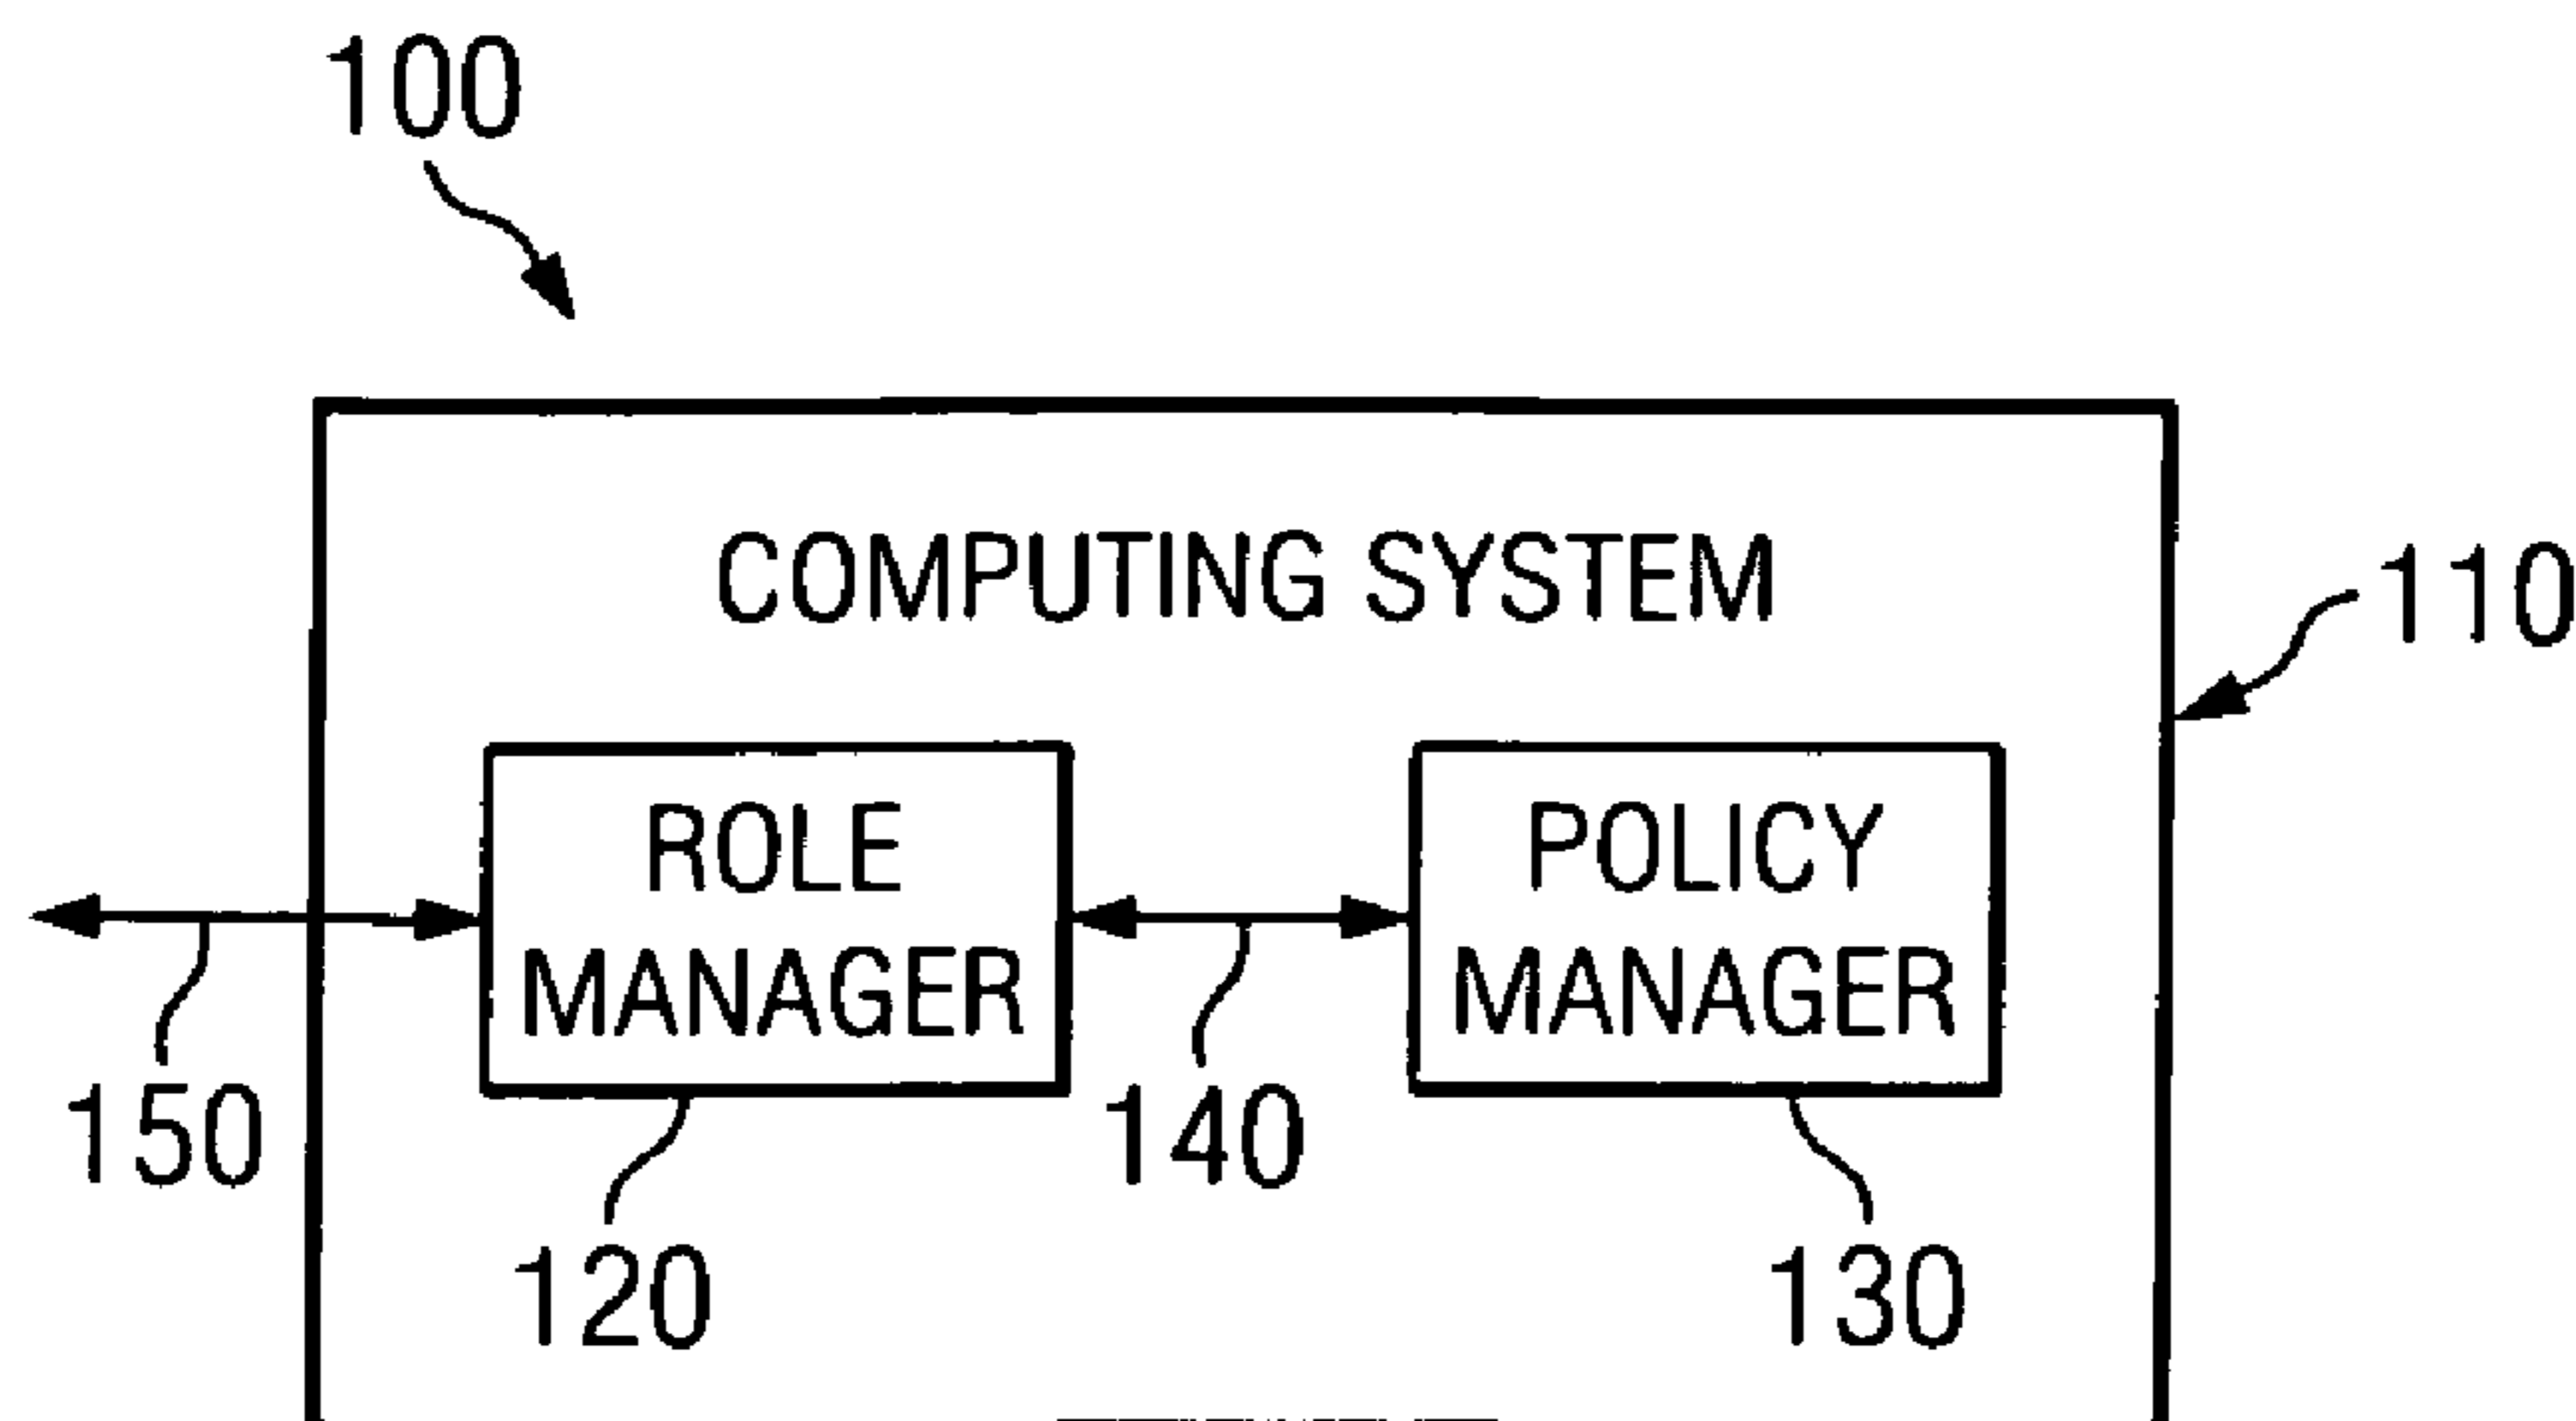 100
COMPUTING SYSTEM
110
ROLE
MANAGER
POLICY
MANAGER
150
140
120
130